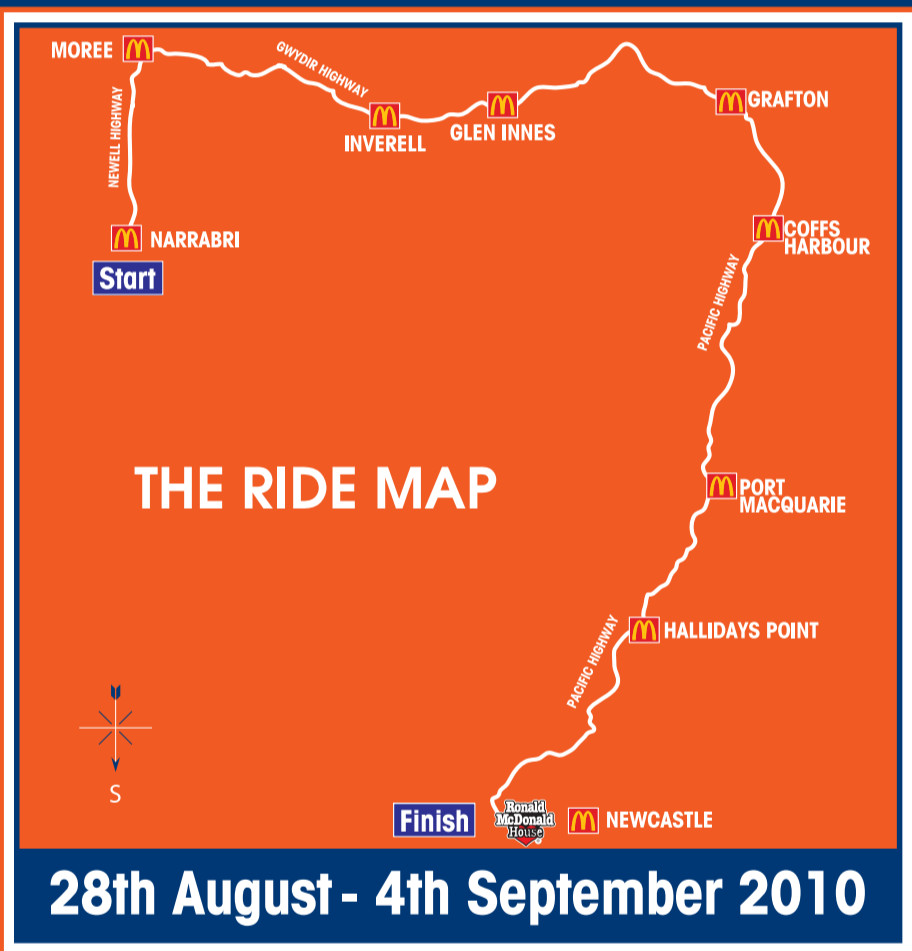 MOREE
GWYDIR HIGHWAY
NEWELL HIGHWAY
INVERELL
GLEN INNES
GRAFTON
NARRABRI
Start
COFFS
HARBOUR
PACIFIC HIGHWAY
THE RIDE MAP
PORT
MACQUARIE
HALLIDAYS POINT
PACIFIC HIGHWAY
S
Finish
Ronald
McDonald
House
NEWCASTLE
28th August - 4th September 2010